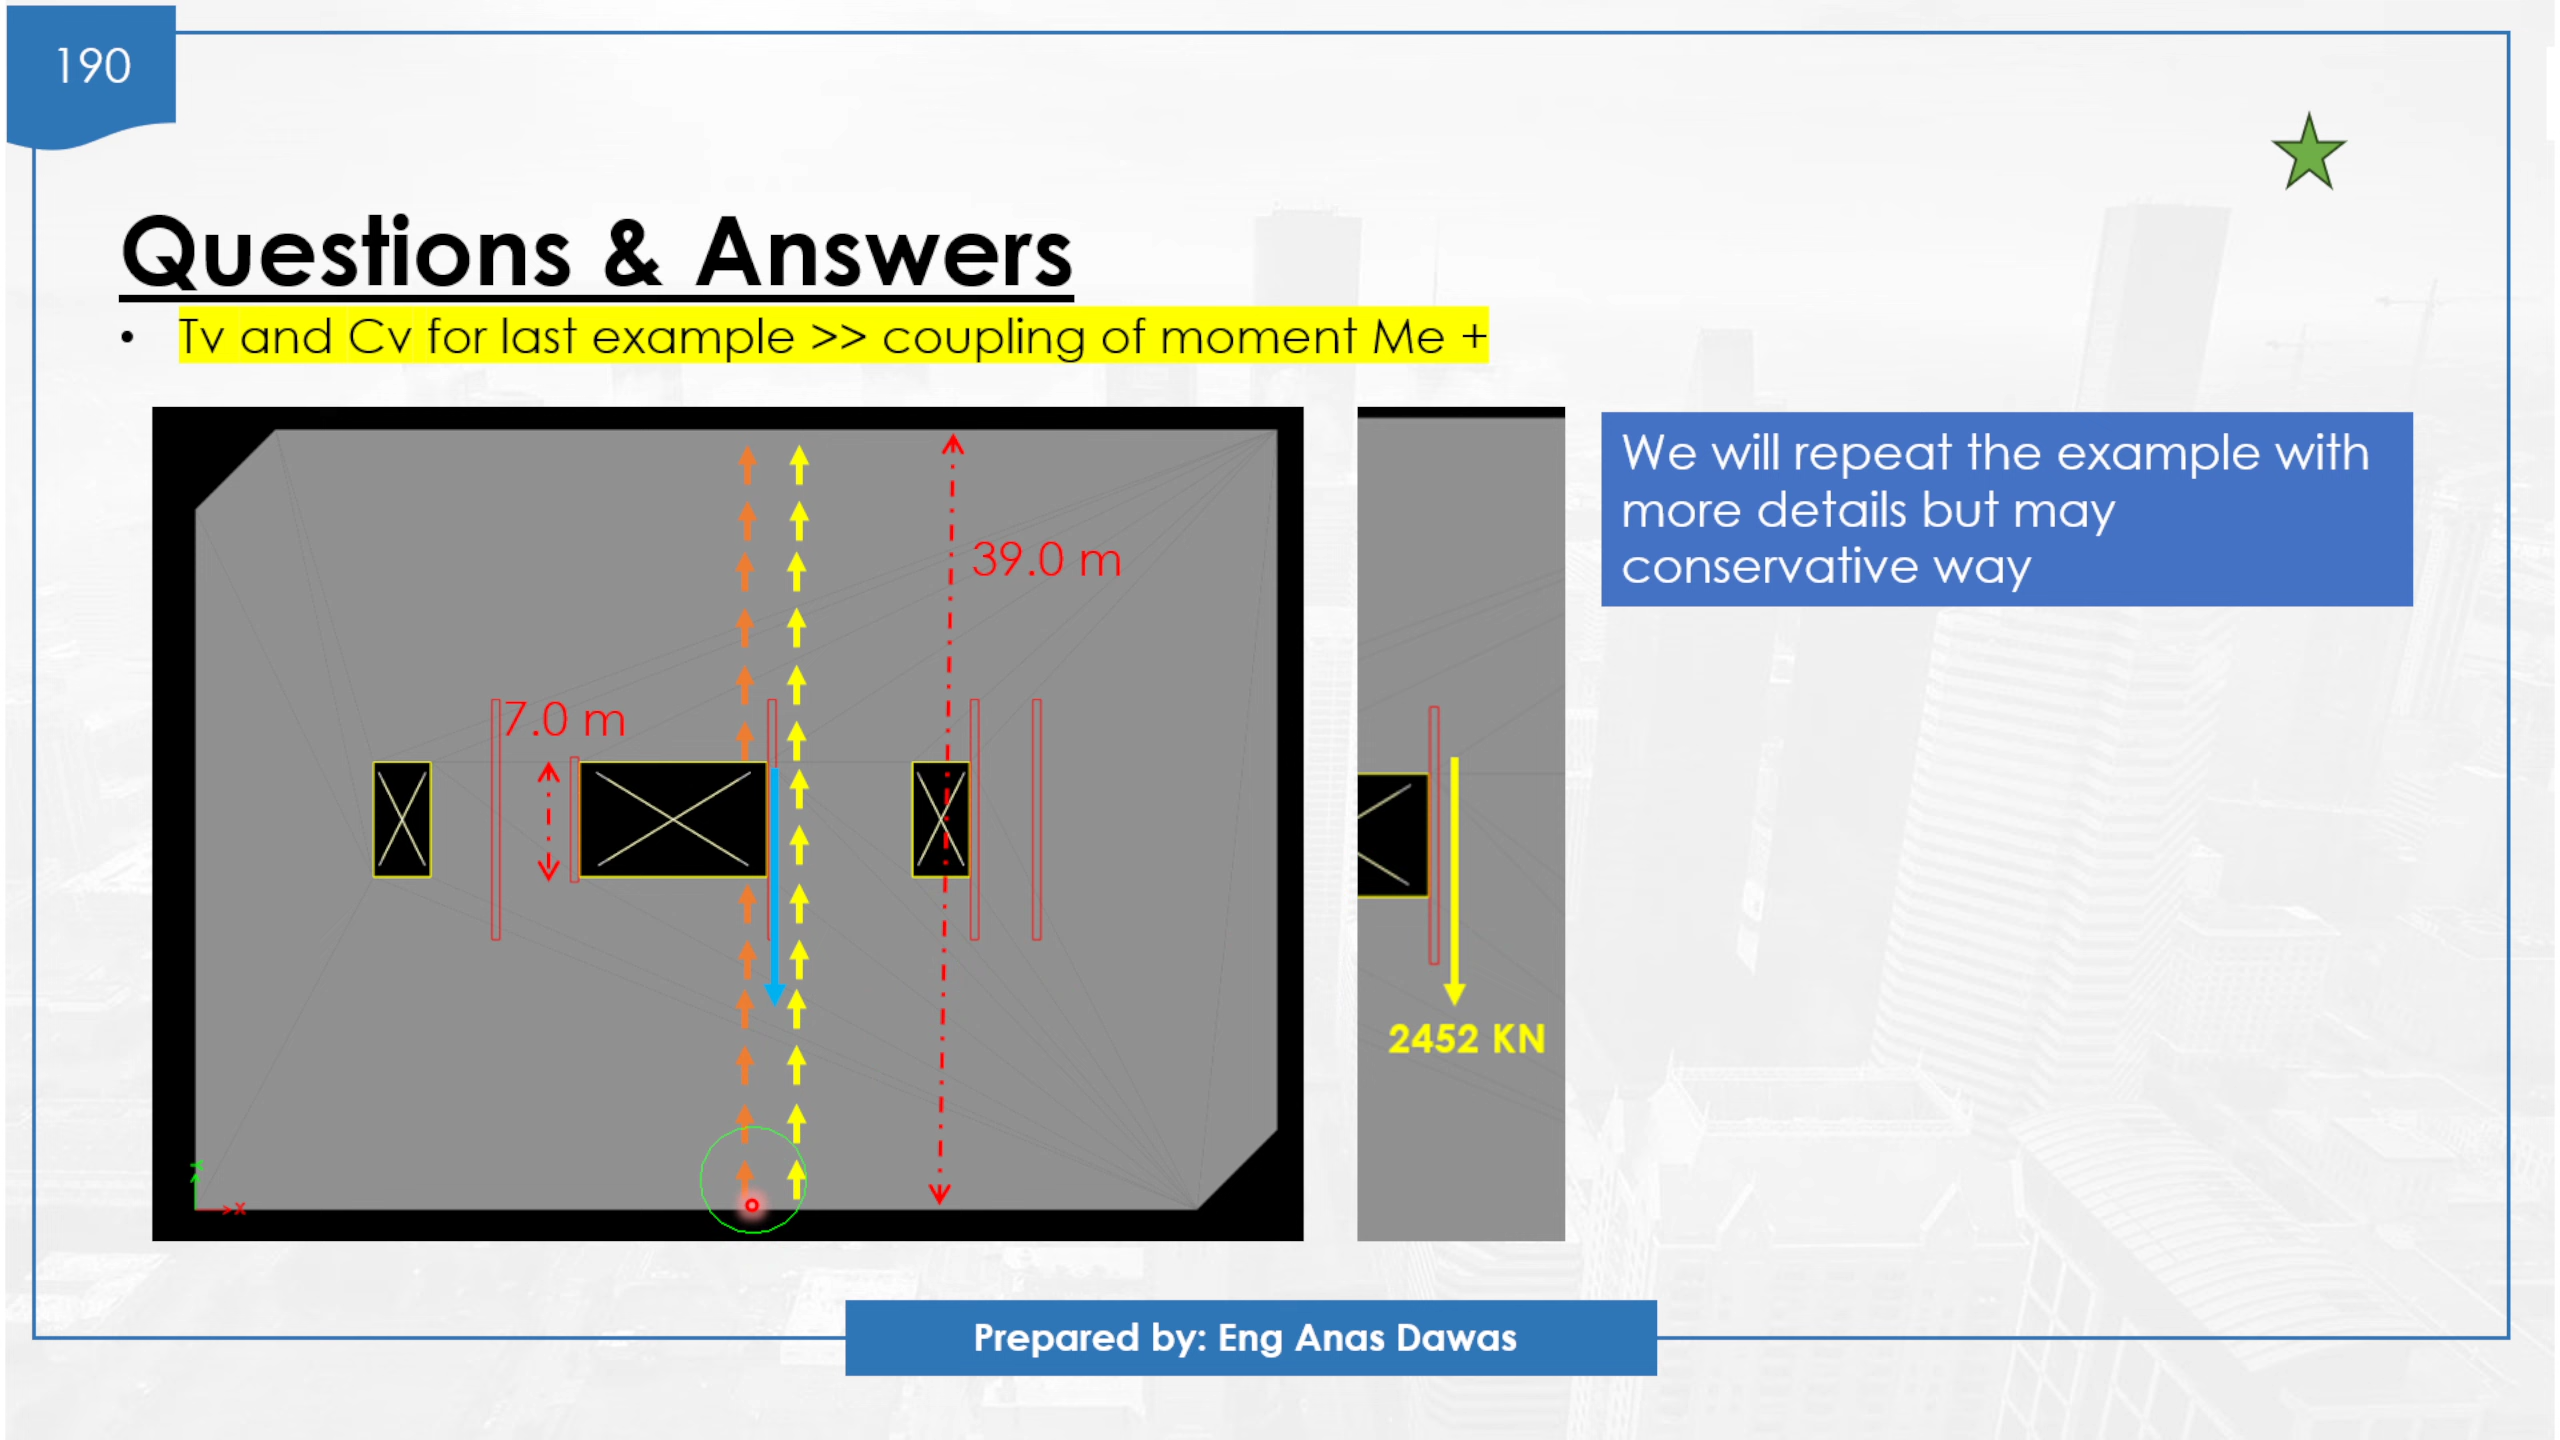 190
Questions & Answers
• Tv and Cv for last example >> coupling of moment Me +
39.0 m
7.0 m
X
2452 KN
We will repeat the example with
more details but may
conservative way
Prepared by: Eng Anas Dawas